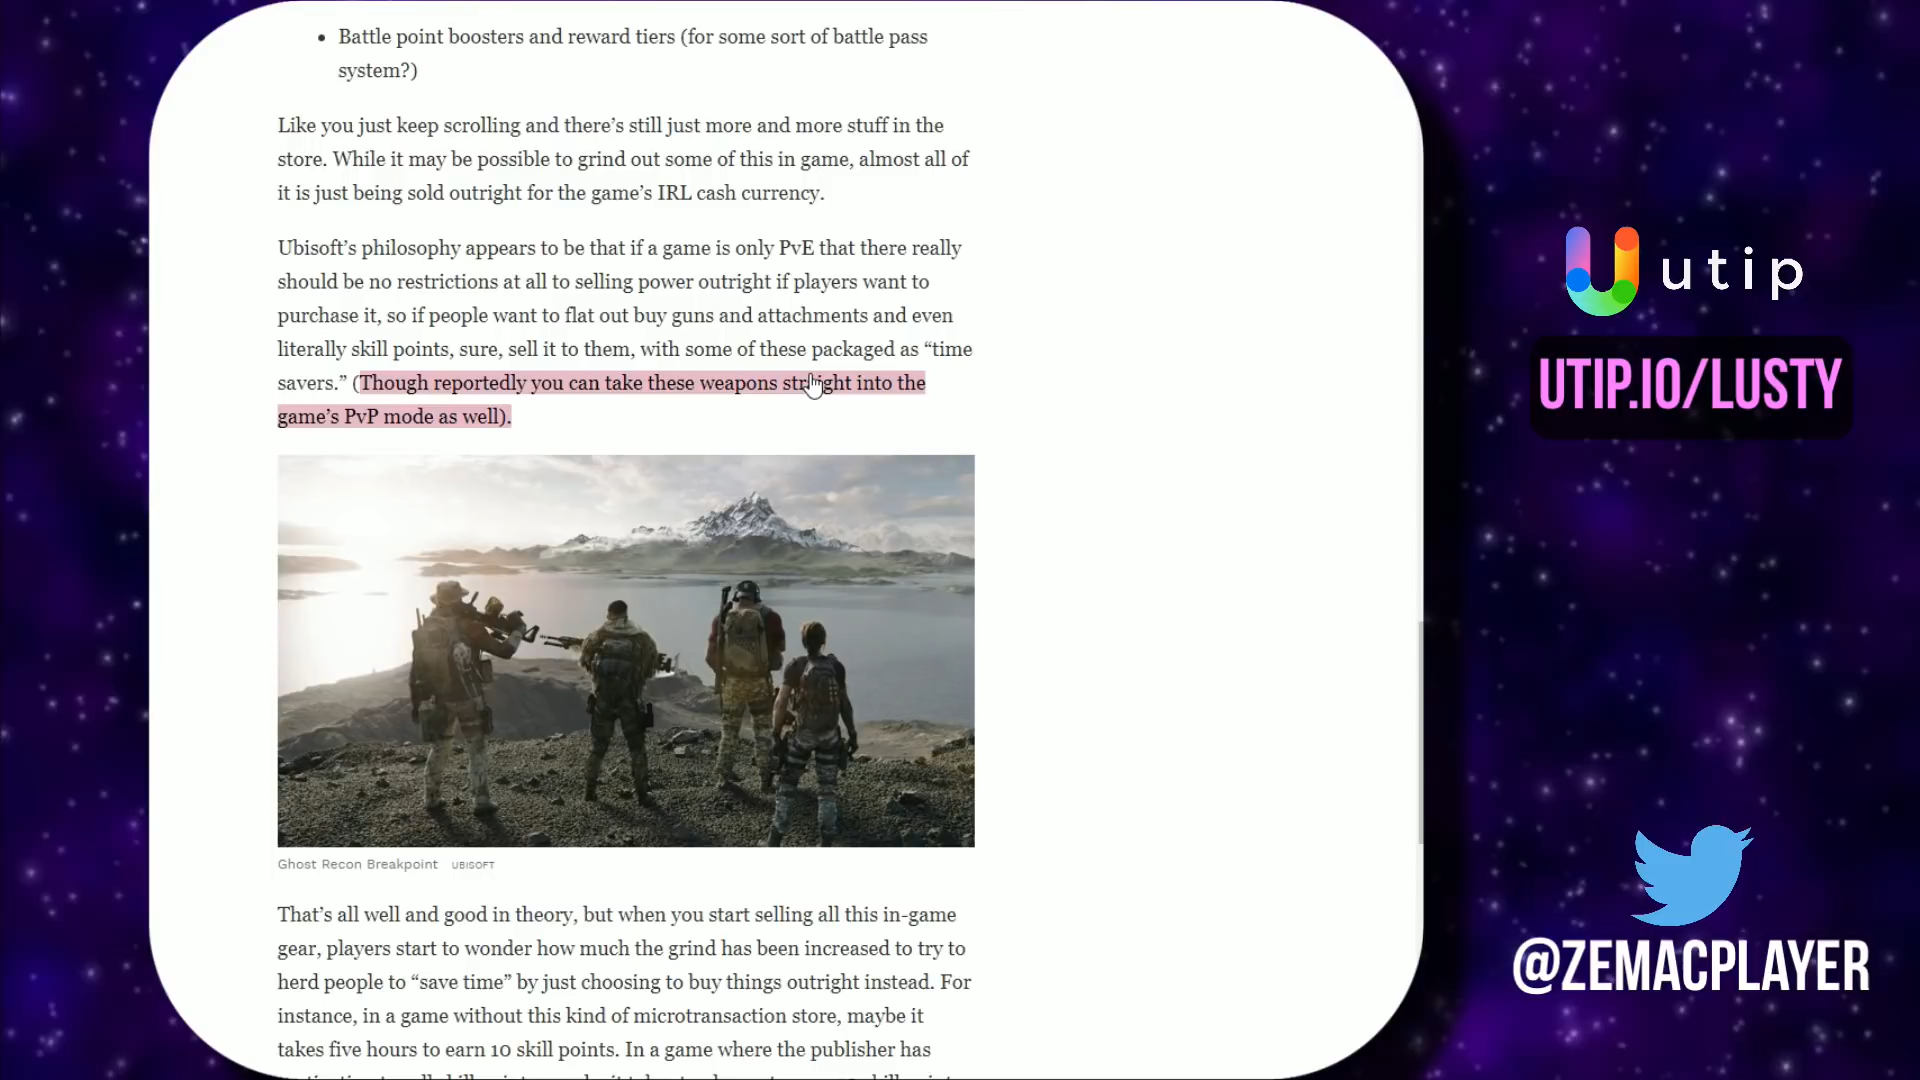 Battle point boosters and reward tiers (for some sort of battle pass
system?)
Like you just keep scrolling and there’s still just more and more stuff in the
store. While it may be possible to grind out some of this in game, almost all of
it is just being sold outright for the game’s IRL cash currency.
Ubisoft’s philosophy appears to be that if a game is only PvE that there really
should be no restrictions at all to selling power outright if players want to
purchase it, so if people want to flat out buy guns and attachments and even
literally skill points, sure, sell it to them, with some of these packaged as “time
savers.” (Though reportedly you can take these weapons straight into the
game’s PvP mode as well).
Ghost Recon Breakpoint UBISOFT
That’s all well and good in theory, but when you start selling all this in-game
gear, players start to wonder how much the grind has been increased to try to
herd people to “save time” by just choosing to buy things outright instead. For
instance, in a game without this kind of microtransaction store, maybe it
takes five hours to earn 10 skill points. In a game where the publisher has
utip
UTIP.IO/LUSTY
@ZEMACPLAYER